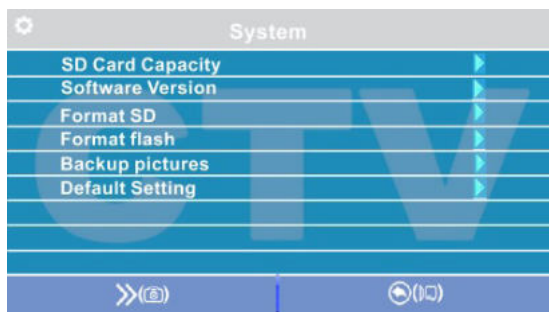 System
SD Card Capacity
Software Version
Format SD
Format flash
Backup pictures
Default Setting
CTV